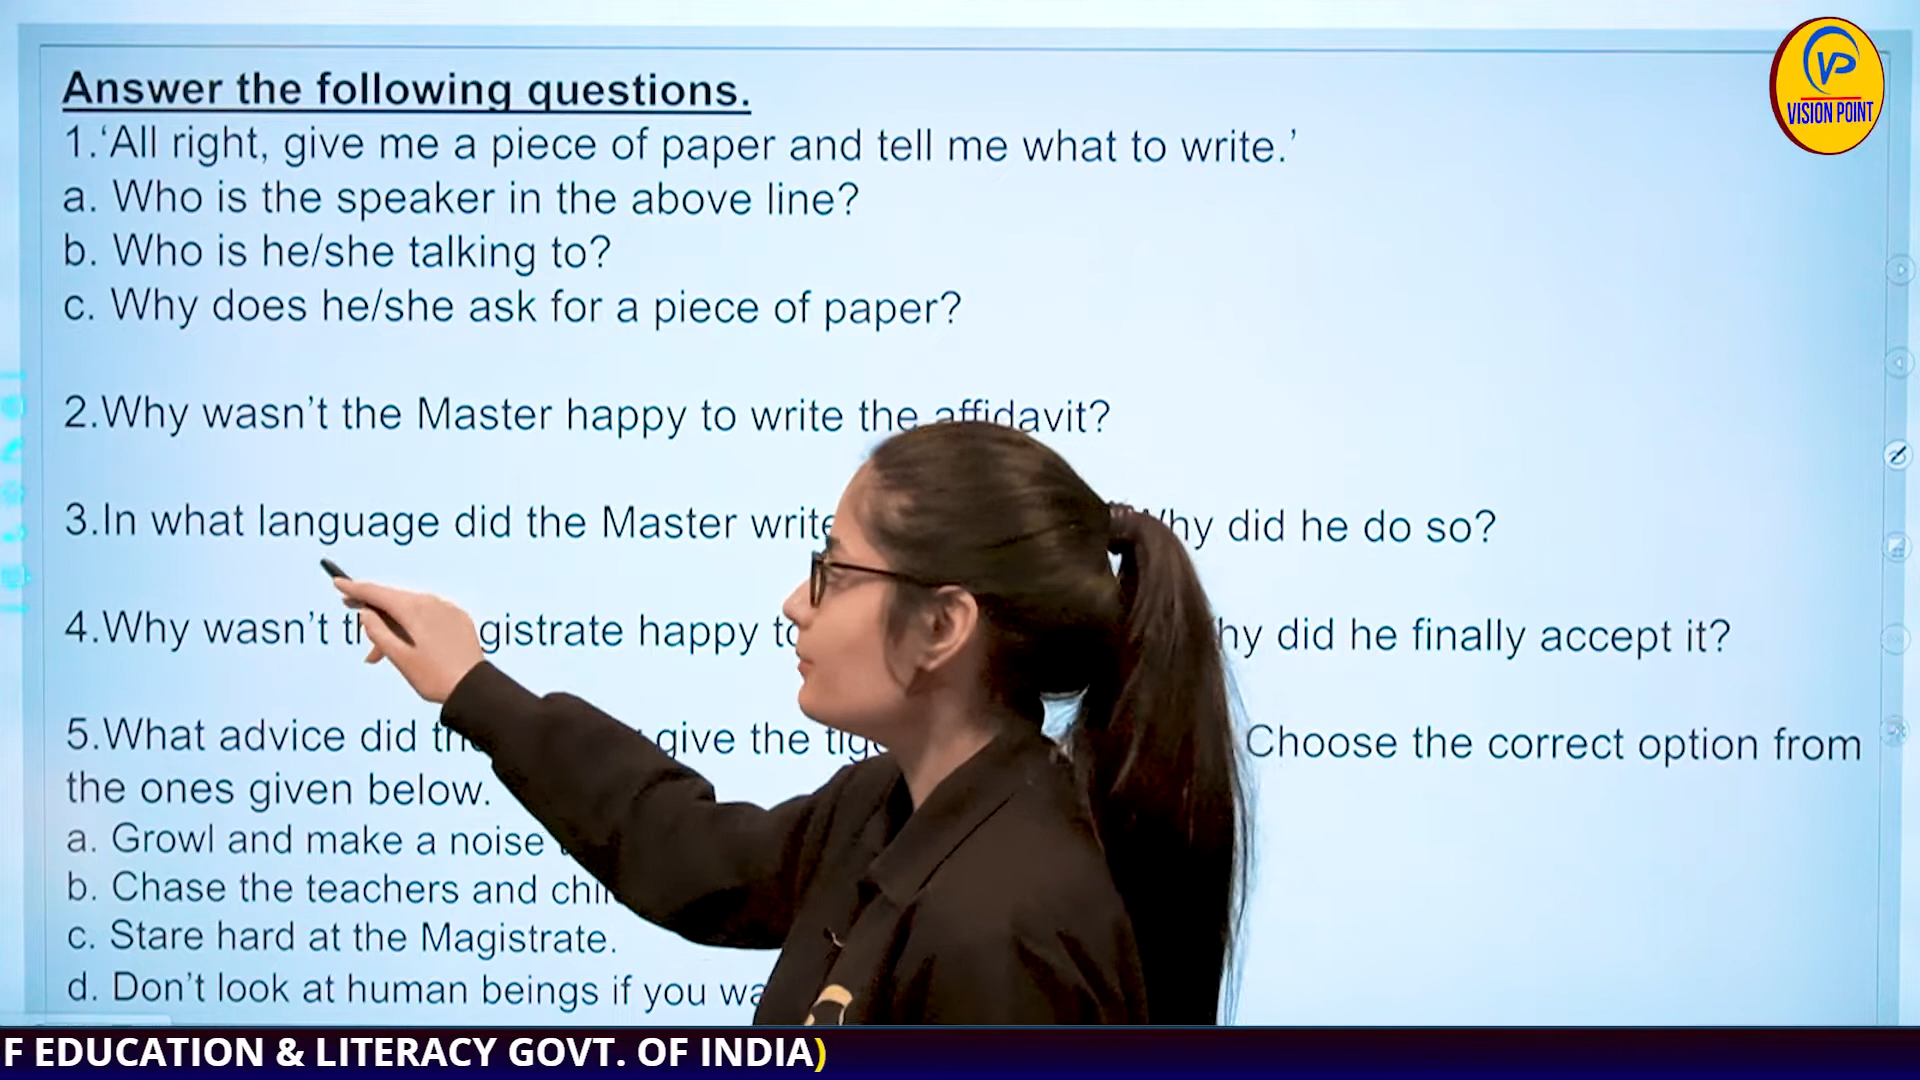 Answer the following questions.
1.‘All right, give me a piece of paper and tell me what to write.’
a. Who is the speaker in the above line?
b. Who is he/she talking to?
c. Why does he/she ask for a piece of paper?
2.Why wasn’t the Master happy to write the affidavit?
3.In what language did the Master write hy did he do so?
4.Why wasn’t gistrate happy hy did he finally accept it?
5.What advice did give the Choose the correct option from
the ones given below.
a. Growl and make a noise
b. Chase the teachers and
c. Stare hard at the Magistrate.
d. Don’t look at human beings if you
VP
VISION POINT
F EDUCATION & LITERACY GOVT. OF INDIA)